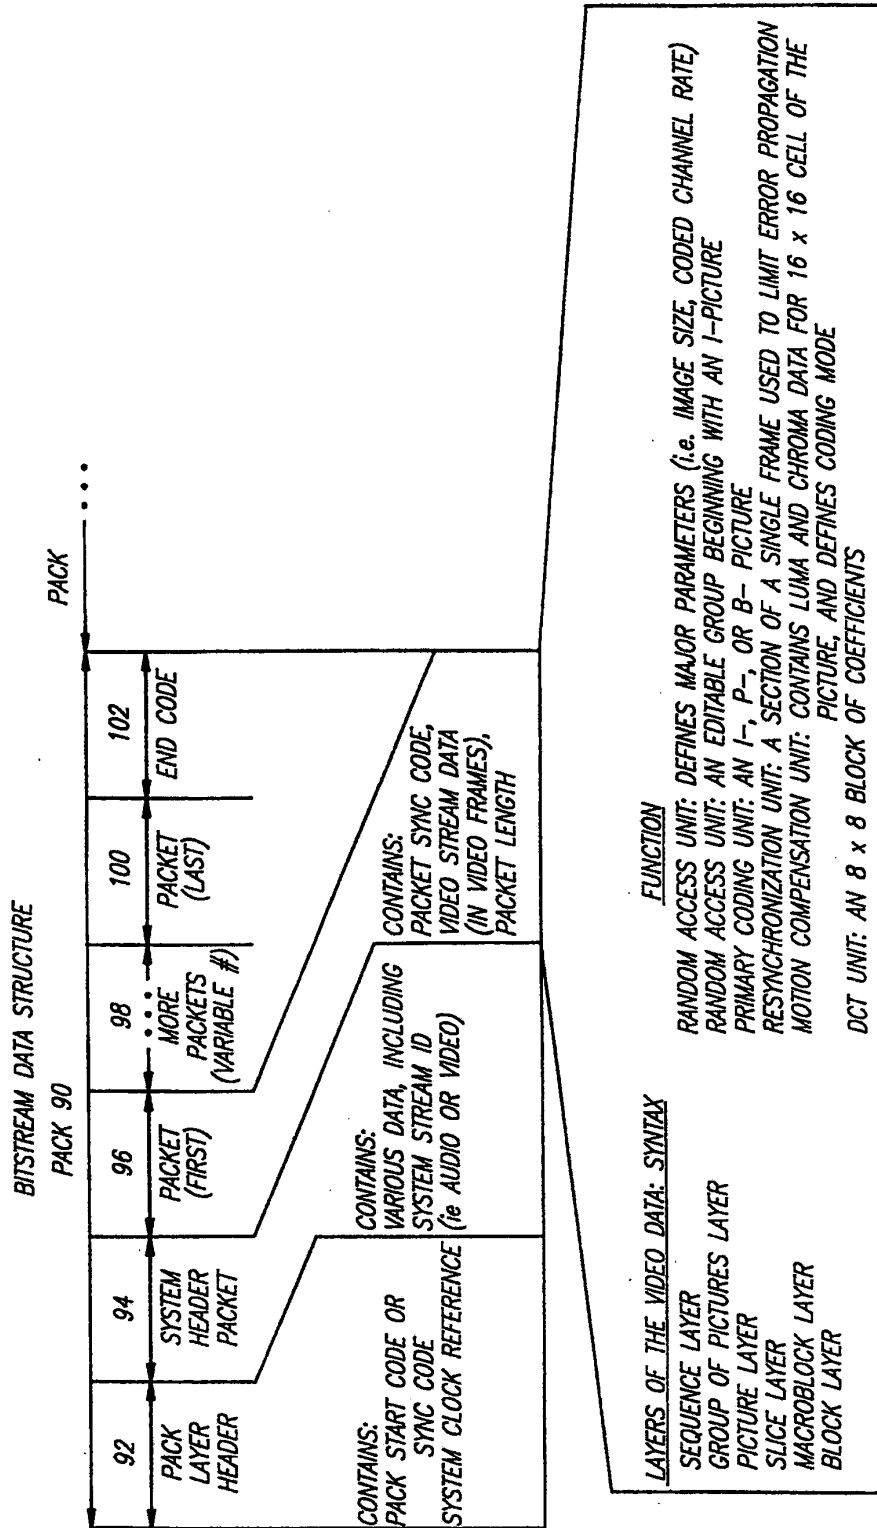 BITSTREAM DATA STRUCTURE
PACK 90
PACK
92
94
96
98
100
102
PACK
LAYER
HEADER
SYSTEM
HEADER
PACKET
PACKET
(FIRST)
MORE
PACKETS
(VARIABLE #)
PACKET
(LAST)
END CODE
CONTAINS:
PACK START CODE OR
SYNC CODE
SYSTEM CLOCK REFERENCE
CONTAINS:
VARIOUS DATA, INCLUDING
SYSTEM STREAM ID
(ie AUDIO OR VIDEO)
CONTAINS:
PACKET SYNC CODE,
VIDEO STREAM DATA
(IN VIDEO FRAMES),
PACKET LENGTH
LAYERS OF THE VIDEO DATA: SYNTAX
SEQUENCE LAYER
GROUP OF PICTURES LAYER
PICTURE LAYER
SLICE LAYER
MACROBLOCK LAYER
BLOCK LAYER
FUNCTION
RANDOM ACCESS UNIT: DEFINES MAJOR PARAMETERS (i.e. IMAGE SIZE, CODED CHANNEL RATE)
RANDOM ACCESS UNIT: AN EDITABLE GROUP BEGINNING WITH AN I-PICTURE
PRIMARY CODING UNIT: AN I-, P-, OR B- PICTURE
RESYNCHRONIZATION UNIT: A SECTION OF A SINGLE FRAME USED TO LIMIT ERROR PROPAGATION
MOTION COMPENSATION UNIT: CONTAINS LUMA AND CHROMA DATA FOR 16 x 16 CELL OF THE
PICTURE, AND DEFINES CODING MODE
DCT UNIT: AN 8 x 8 BLOCK OF COEFFICIENTS